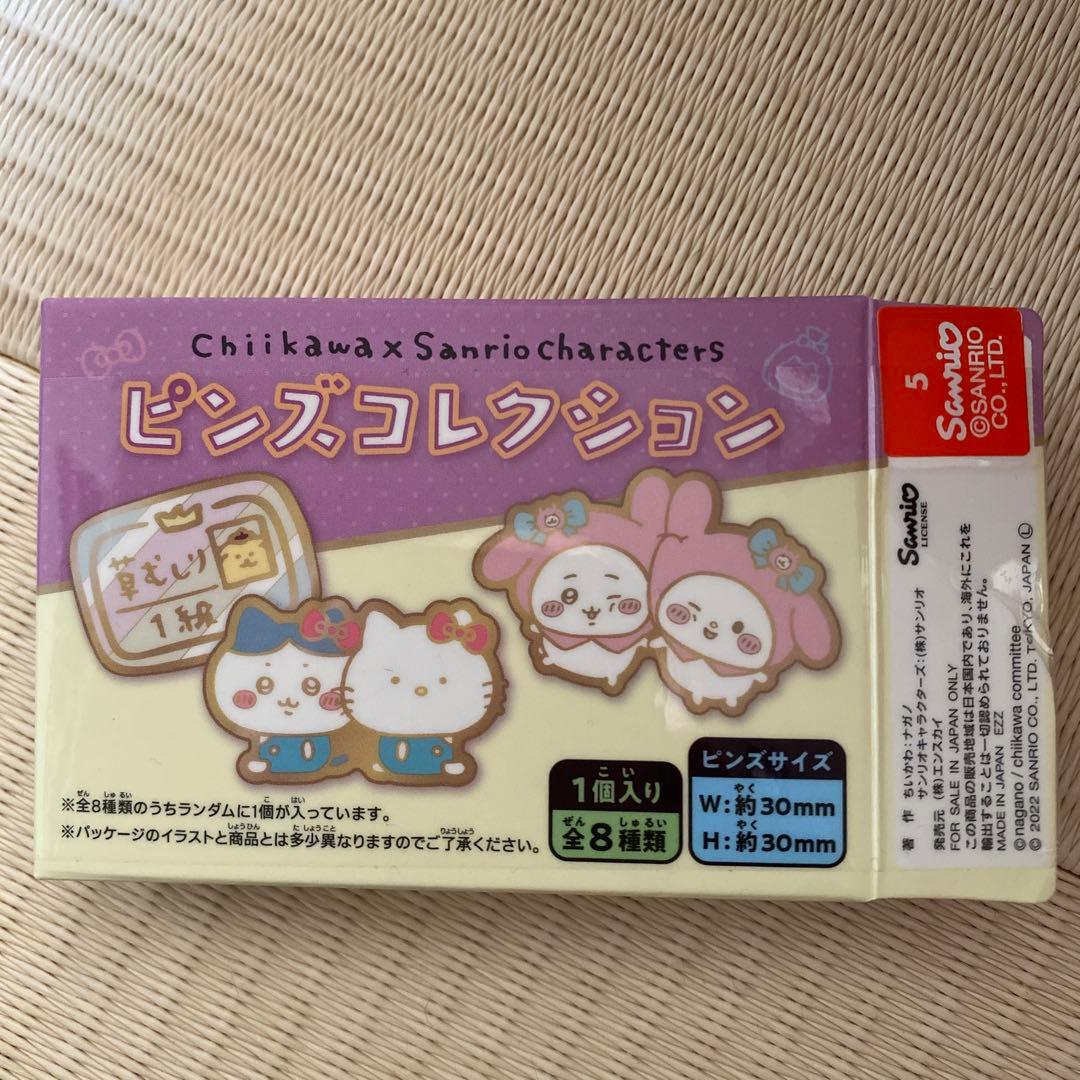 Chiikawa x Sanrio characters
ピンズコレクション
草むしり
1級
※全8種類のうちランダムに1個が入っています。
※パッケージのイラストと商品とは多少異なりますのでご了承ください。
1個入り
全8種類
ピンズサイズ
W:約30mm
H:約30mm
5
Sanrio
©SANRIO
CO., LTD.
Sanrio
LICENSE
著 作 ちいかわ:ナガノ
サンリオキャラクターズ:(株)サンリオ
発売元 (株)エンスカイ
FOR SALE IN JAPAN ONLY
この商品の販売地域は日本国内であり、海外にこれを
輸出することは一切認められておりません。
MADE IN JAPAN EZZ
©nagano / chiikawa committee
© 2022 SANRIO CO., LTD. TOKYO, JAPAN Ⓛ